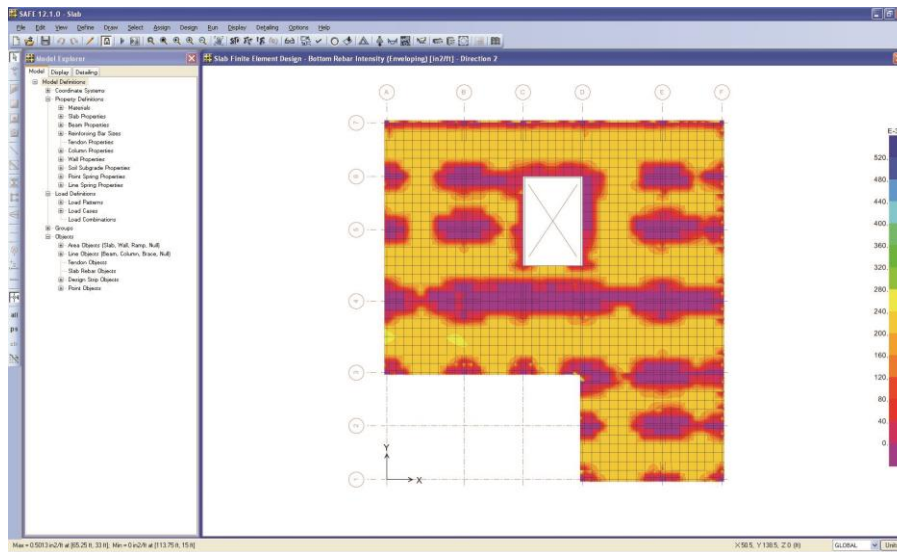 SAFE 12.1.0 - Slab
File Edit View Define Draw Select Assign Design Run Display Detailing Options Help
Model Explorer
Model Display Detailing
Model Definitions
Coordinate Systems
Property Definitions
Materials
Slab Properties
Beam Properties
Reinforcing Bar Sizes
Tendon Properties
Column Properties
Wall Properties
Soil Subgrade Properties
Point Spring Properties
Line Spring Properties
Load Definitions
Load Patterns
Load Cases
Load Combinations
Groups
Objects
Area Objects (Slab, Wall, Ramp, Null)
Line Objects (Beam, Column, Brace, Null)
Tendon Objects
Slab Rebar Objects
Design Strip Objects
Point Objects
all
ps
clr
Slab Finite Element Design - Bottom Rebar Intensity (Enveloping) [in2/ft] - Direction 2
A B C D E F
7
6
5
4
3
2
1
Y
X
E-3
520.
480.
440.
400.
360.
320.
280.
240.
200.
160.
120.
80.
40.
0.
Max = 0.5013 in2/ft at [65.25 ft, 33 ft]; Min = 0 in2/ft at [113.75 ft, 15 ft]
X 50.5, Y 138.5, Z 0 (ft) GLOBAL Unit